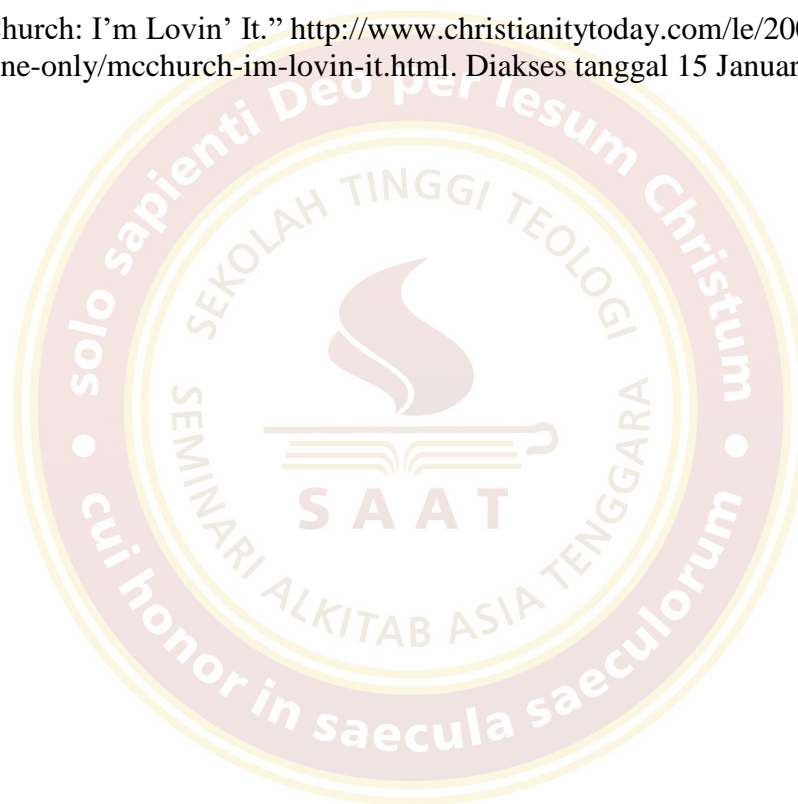 hurch: I’m Lovin’ It.” http://www.christianitytoday.com/le/200
ne-only/mcchurch-im-lovin-it.html. Diakses tanggal 15 Januar
solo sapienti Deo per Iesum Christum
SEKOLAH TINGGI TEOLOGI
SAAT
SEMINARI ALKITAB ASIA TENGGARA
cui honor in saecula saeculorum